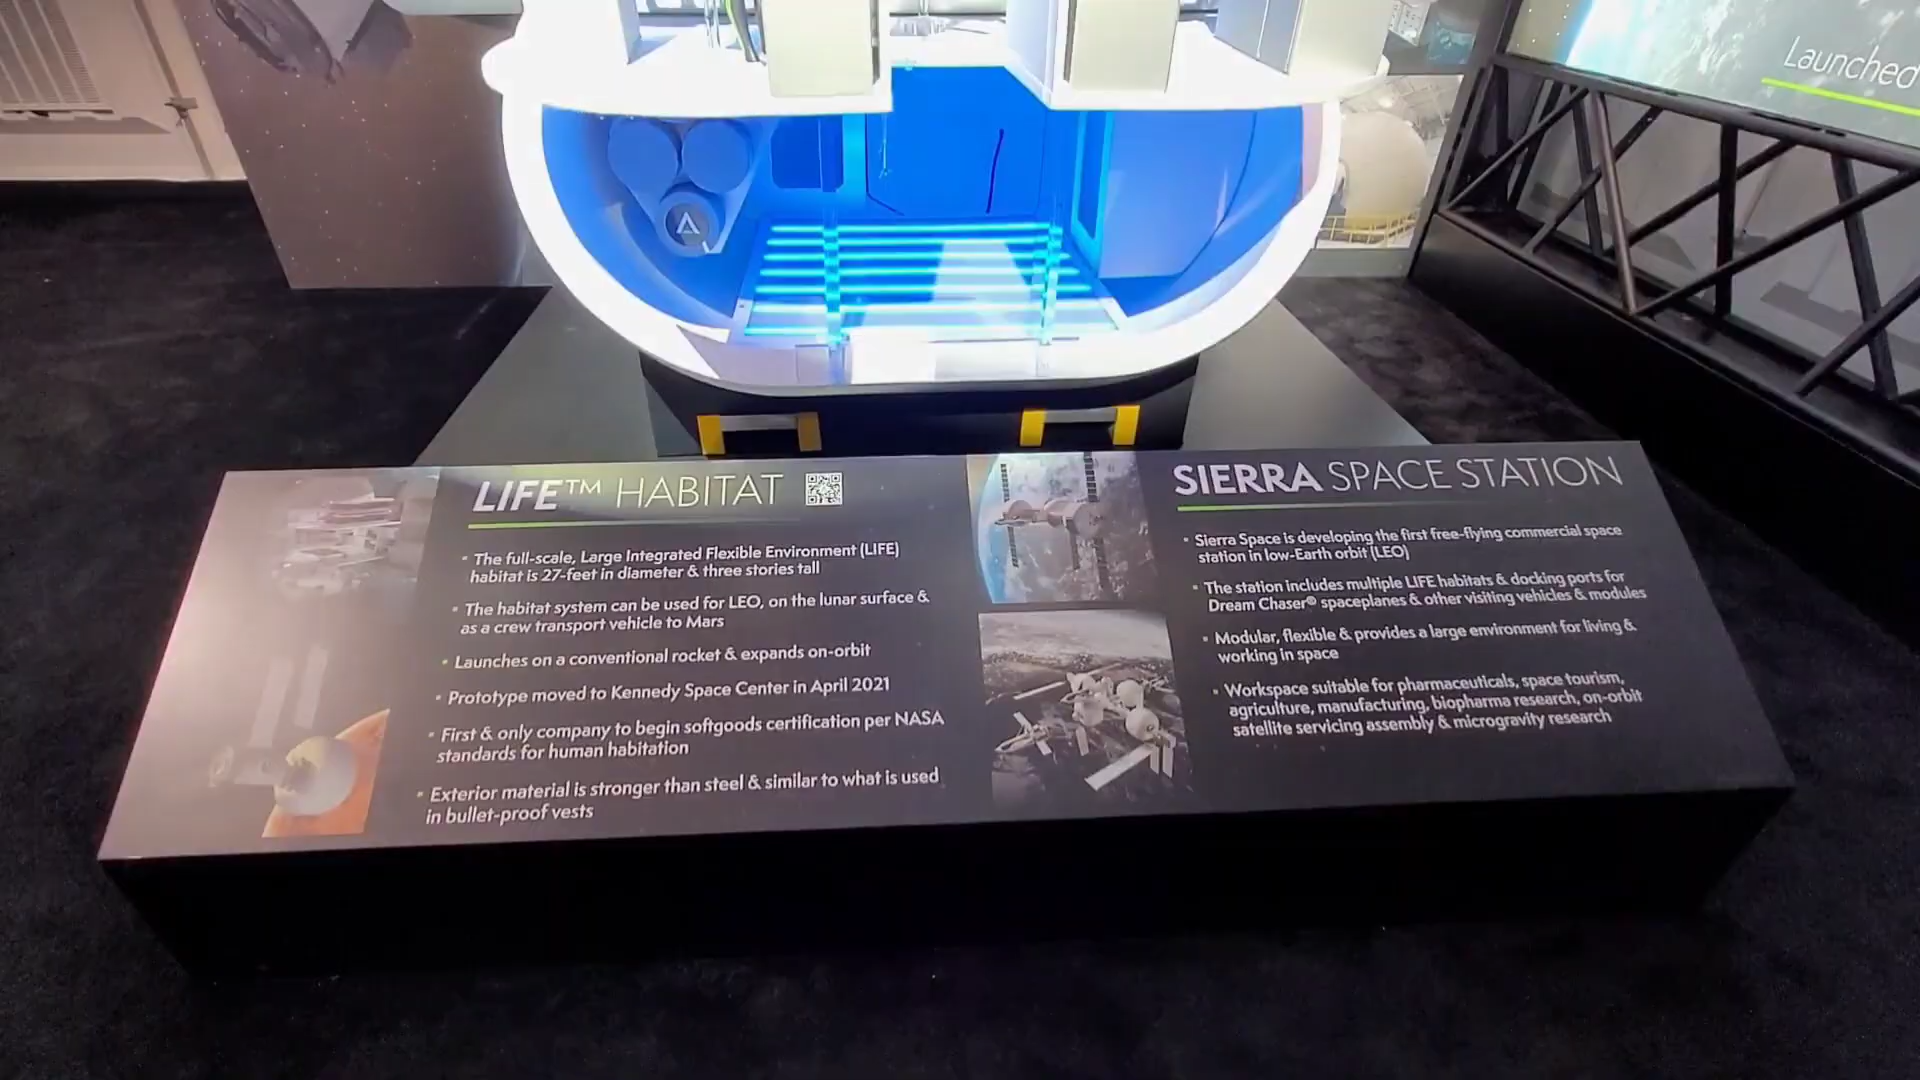 Launched
LIFE™ HABITAT
• The full-scale, Large Integrated Flexible Environment (LIFE)
habitat is 27-feet in diameter & three stories tall
• The habitat system can be used for LEO, on the lunar surface &
as a crew transport vehicle to Mars
• Launches on a conventional rocket & expands on-orbit
• Prototype moved to Kennedy Space Center in April 2021
• First & only company to begin softgoods certification per NASA
standards for human habitation
• Exterior material is stronger than steel & similar to what is used
in bullet-proof vests
SIERRA SPACE STATION
• Sierra Space is developing the first free-flying commercial space
station in low-Earth orbit (LEO)
• The station includes multiple LIFE habitats & docking ports for
Dream Chaser® spaceplanes & other visiting vehicles & modules
• Modular, flexible & provides a large environment for living &
working in space
• Workspace suitable for pharmaceuticals, space tourism,
agriculture, manufacturing, biopharma research, on-orbit
satellite servicing assembly & microgravity research